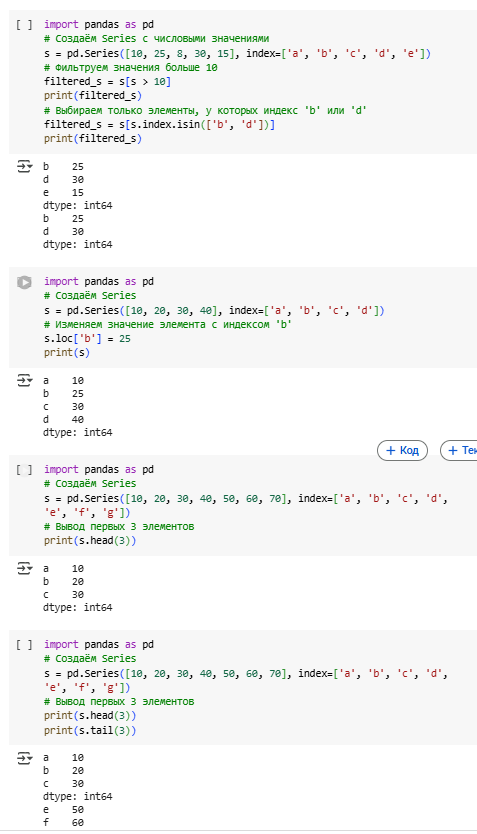 [ ] import pandas as pd
# Создаём Series с числовыми значениями
s = pd.Series([10, 25, 8, 30, 15], index=['a', 'b', 'c', 'd', 'e'])
# Фильтруем значения больше 10
filtered_s = s[s > 10]
print(filtered_s)
# Выбираем только элементы, у которых индекс 'b' или 'd'
filtered_s = s[s.index.isin(['b', 'd'])]
print(filtered_s)
b    25
d    30
e    15
dtype: int64
b    25
d    30
dtype: int64
import pandas as pd
# Создаём Series
s = pd.Series([10, 20, 30, 40], index=['a', 'b', 'c', 'd'])
# Изменяем значение элемента с индексом 'b'
s.loc['b'] = 25
print(s)
a    10
b    25
c    30
d    40
dtype: int64
+ Код
+ Тек
[ ] import pandas as pd
# Создаём Series
s = pd.Series([10, 20, 30, 40, 50, 60, 70], index=['a', 'b', 'c', 'd',
'e', 'f', 'g'])
# Вывод первых 3 элементов
print(s.head(3))
a    10
b    20
c    30
dtype: int64
[ ] import pandas as pd
# Создаём Series
s = pd.Series([10, 20, 30, 40, 50, 60, 70], index=['a', 'b', 'c', 'd',
'e', 'f', 'g'])
# Вывод первых 3 элементов
print(s.head(3))
print(s.tail(3))
a    10
b    20
c    30
dtype: int64
e    50
f    60